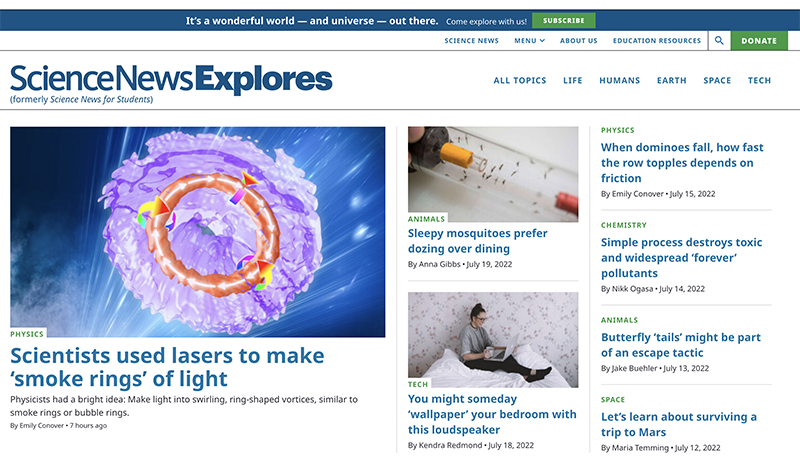 It's a wonderful world — and universe — out there. Come explore with us! SUBSCRIBE
SCIENCE NEWS MENU ABOUT US EDUCATION RESOURCES DONATE
ScienceNewsExplores
(formerly Science News for Students)
ALL TOPICS LIFE HUMANS EARTH SPACE TECH
PHYSICS
Scientists used lasers to make
‘smoke rings’ of light
Physicists had a bright idea: Make light into swirling, ring-shaped vortices, similar to
smoke rings or bubble rings.
By Emily Conover • 7 hours ago
ANIMALS
Sleepy mosquitoes prefer
dozing over dining
By Anna Gibbs • July 19, 2022
TECH
You might someday
‘wallpaper’ your bedroom with
this loudspeaker
By Kendra Redmond • July 18, 2022
PHYSICS
When dominoes fall, how fast
the row topples depends on
friction
By Emily Conover • July 15, 2022
CHEMISTRY
Simple process destroys toxic
and widespread ‘forever’
pollutants
By Nikk Ogasa • July 14, 2022
ANIMALS
Butterfly ‘tails’ might be part
of an escape tactic
By Jake Buehler • July 13, 2022
SPACE
Let’s learn about surviving a
trip to Mars
By Maria Temming • July 12, 2022